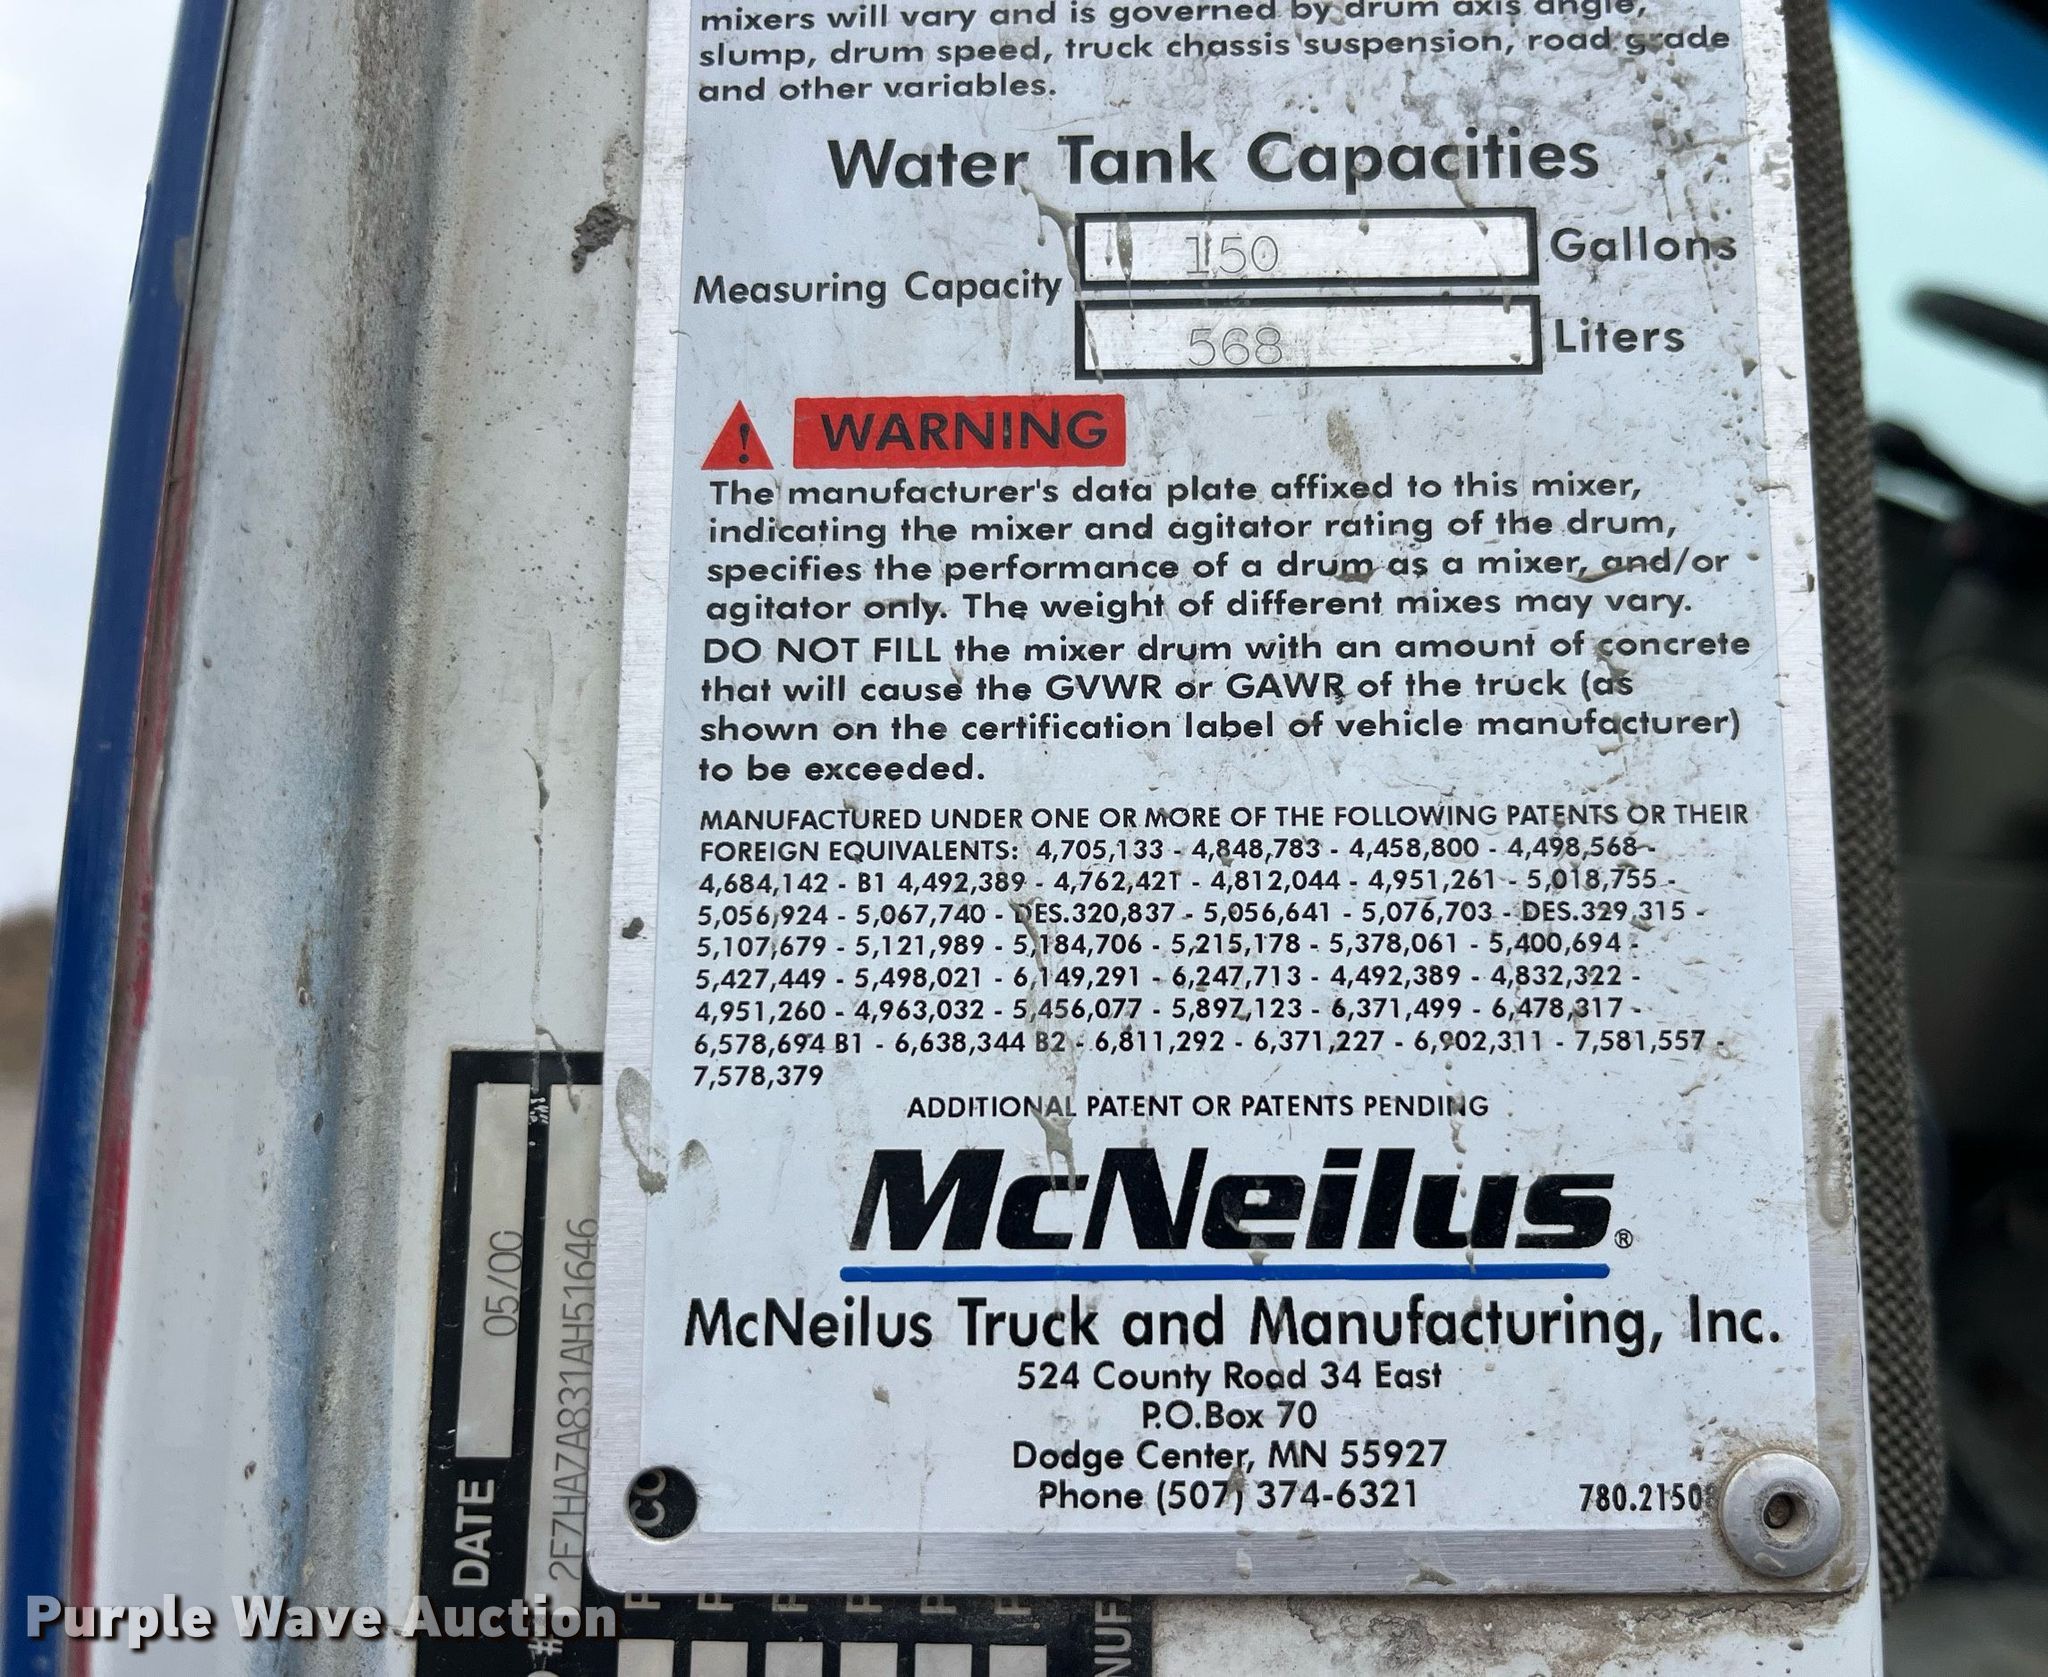 mixers will vary and is governed by drum axis angle,
slump, drum speed, truck chassis suspension, road grade
and other variables.
Water Tank Capacities
Measuring Capacity
150 Gallons
568 Liters
! WARNING
The manufacturer's data plate affixed to this mixer,
indicating the mixer and agitator rating of the drum,
specifies the performance of a drum as a mixer, and/or
agitator only. The weight of different mixes may vary.
DO NOT FILL the mixer drum with an amount of concrete
that will cause the GVWR or GAWR of the truck (as
shown on the certification label of vehicle manufacturer)
to be exceeded.
MANUFACTURED UNDER ONE OR MORE OF THE FOLLOWING PATENTS OR THEIR
FOREIGN EQUIVALENTS: 4,705,133 - 4,848,783 - 4,458,800 - 4,498,568 -
4,684,142 - B1 4,492,389 - 4,762,421 - 4,812,044 - 4,951,261 - 5,018,755 -
5,056,924 - 5,067,740 - DES.320,837 - 5,056,641 - 5,076,703 - DES.329,315 -
5,107,679 - 5,121,989 - 5,184,706 - 5,215,178 - 5,378,061 - 5,400,694 -
5,427,449 - 5,498,021 - 6,149,291 - 6,247,713 - 4,492,389 - 4,832,322 -
4,951,260 - 4,963,032 - 5,456,077 - 5,897,123 - 6,371,499 - 6,478,317 -
6,578,694 B1 - 6,638,344 B2 - 6,811,292 - 6,371,227 - 6,902,311 - 7,581,557 -
7,578,379
ADDITIONAL PATENT OR PATENTS PENDING
McNeilus®
McNeilus Truck and Manufacturing, Inc.
524 County Road 34 East
P.O.Box 70
Dodge Center, MN 55927
Phone (507) 374-6321
DATE 05/00
2F7HAZA831AH51646
CO
Purple Wave Auction